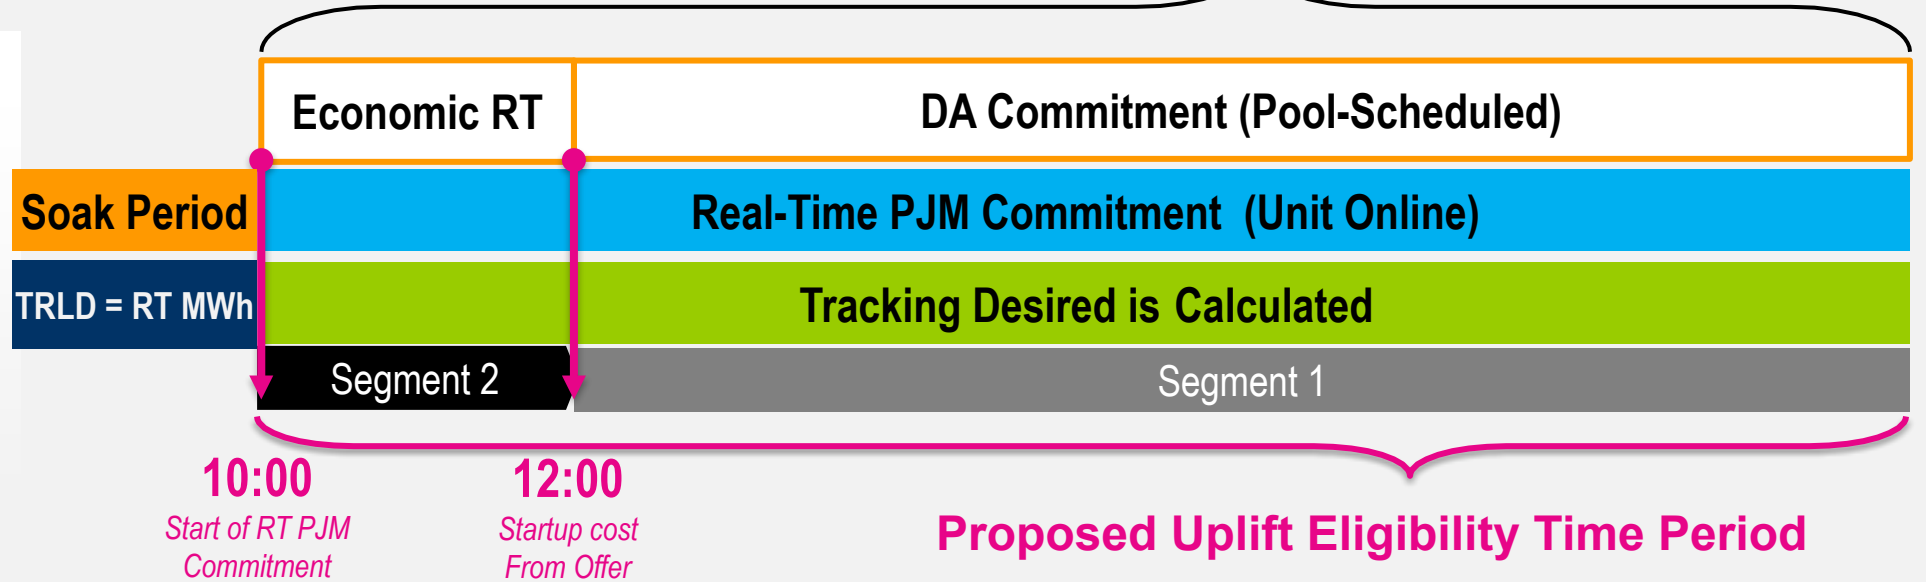 Economic RT
DA Commitment (Pool-Scheduled)
Soak Period
Real-Time PJM Commitment (Unit Online)
TRLD = RT MWh
Tracking Desired is Calculated
Segment 2
Segment 1
10:00
Start of RT PJM
Commitment
12:00
Startup cost
From Offer
Proposed Uplift Eligibility Time Period